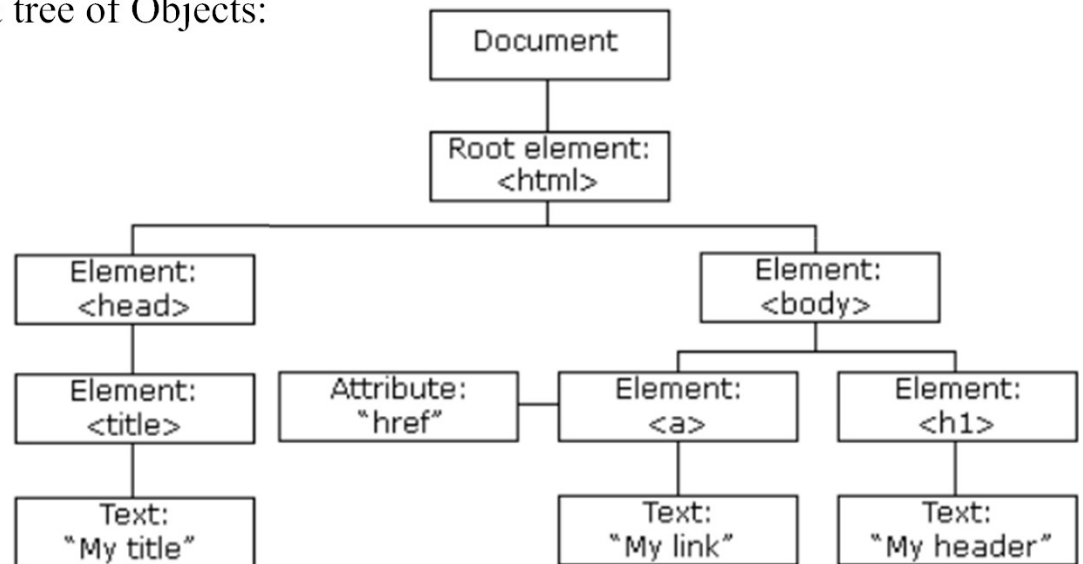 tree of Objects:
Document
Root element:
<html>
Element:
<head>
Element:
<body>
Element:
<title>
Attribute:
“href”
Element:
<a>
Element:
<h1>
Text:
“My title”
Text:
“My link”
Text:
“My header”